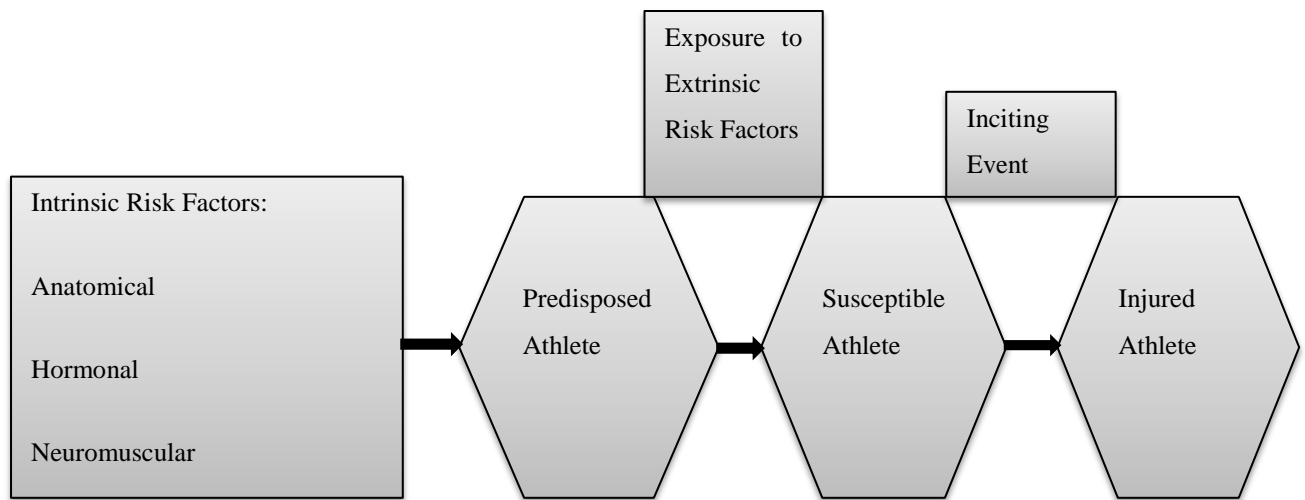 Intrinsic Risk Factors:
Anatomical
Hormonal
Neuromuscular
Predisposed
Athlete
Exposure to
Extrinsic
Risk Factors
Susceptible
Athlete
Inciting
Event
Injured
Athlete